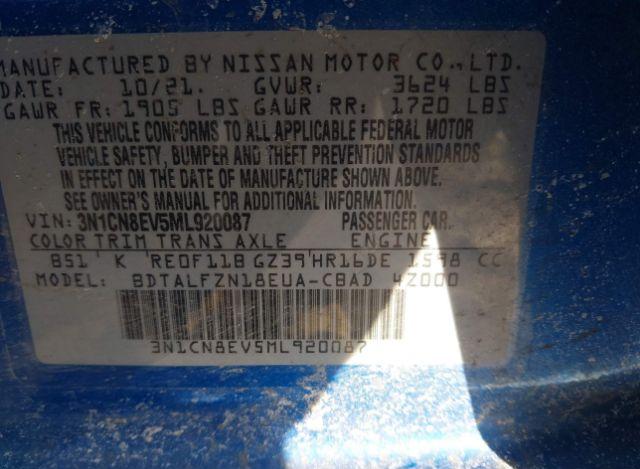 MANUFACTURED BY NISSAN MOTOR CO., LTD.
DATE: 10/21. GVWR: 3624 LBS
GAWR FR: 1905 LBS GAWR RR: 1720 LBS
THIS VEHICLE CONFORMS TO ALL APPLICABLE FEDERAL MOTOR
VEHICLE SAFETY, BUMPER AND THEFT PREVENTION STANDARDS
IN EFFECT ON THE DATE OF MANUFACTURE SHOWN ABOVE.
SEE OWNER'S MANUAL FOR ADDITIONAL INFORMATION.
VIN: 3N1CN8EV5ML920087 PASSENGER CAR.
COLOR TRIM TRANS AXLE ENGINE
B51 K RE0F11B GZ39 HR16DE 1598 CC
MODEL: BDTALFZN18EUA-CBAD 4Z000
3N1CN8EV5ML920087